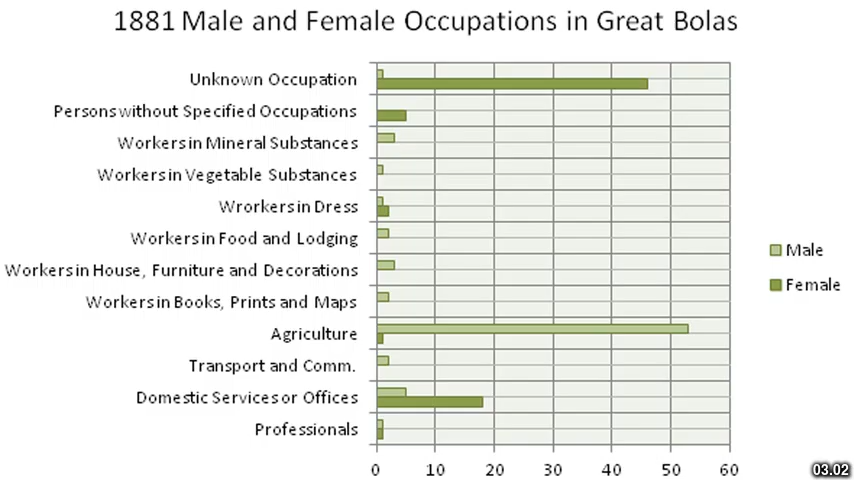 1881 Male and Female Occupations in Great Bolas
Unknown Occupation
Persons without Specified Occupations
Workers in Mineral Substances
Workers in Vegetable Substances
Wrorkers in Dress
Workers in Food and Lodging
Workers in House, Furniture and Decorations
Workers in Books, Prints and Maps
Agriculture
Transport and Comm.
Domestic Services or Offices
Professionals
0 10 20 30 40 50 60
Male
Female
03.02